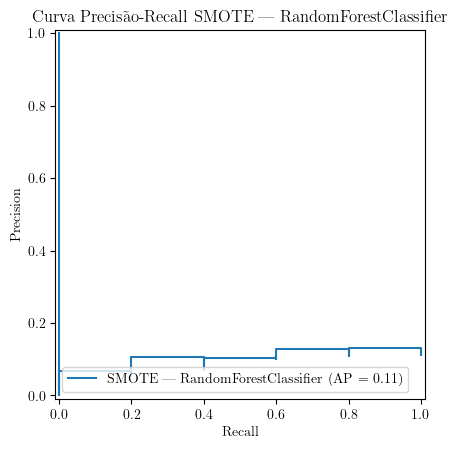 Curva Precisão-Recall SMOTE — RandomForestClassifier
1.0
0.8
0.6
0.4
0.2
0.0
Precision
SMOTE — RandomForestClassifier (AP = 0.11)
0.0 0.2 0.4 0.6 0.8 1.0
Recall